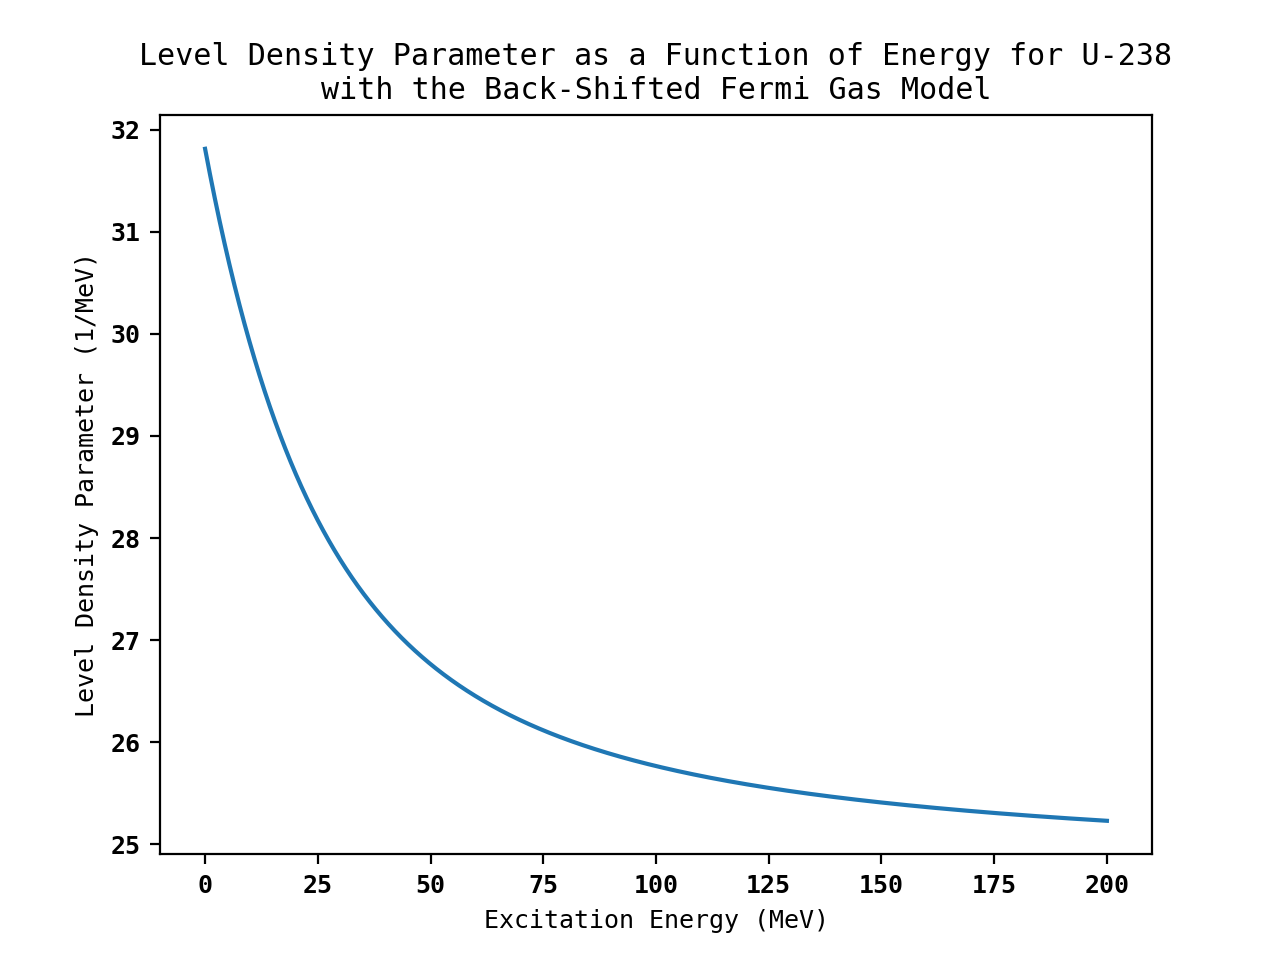 Level Density Parameter as a Function of Energy for U-238
with the Back-Shifted Fermi Gas Model
Level Density Parameter (1/MeV)
32
31
30
29
28
27
26
25
0 25 50 75 100 125 150 175 200
Excitation Energy (MeV)